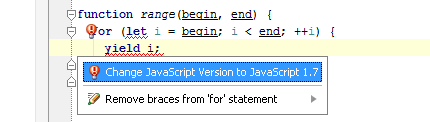 function range(begin, end) {
for (let i = begin; i < end; ++i) {
yield i;
Change JavaScript Version to JavaScript 1.7
Remove braces from 'for' statement